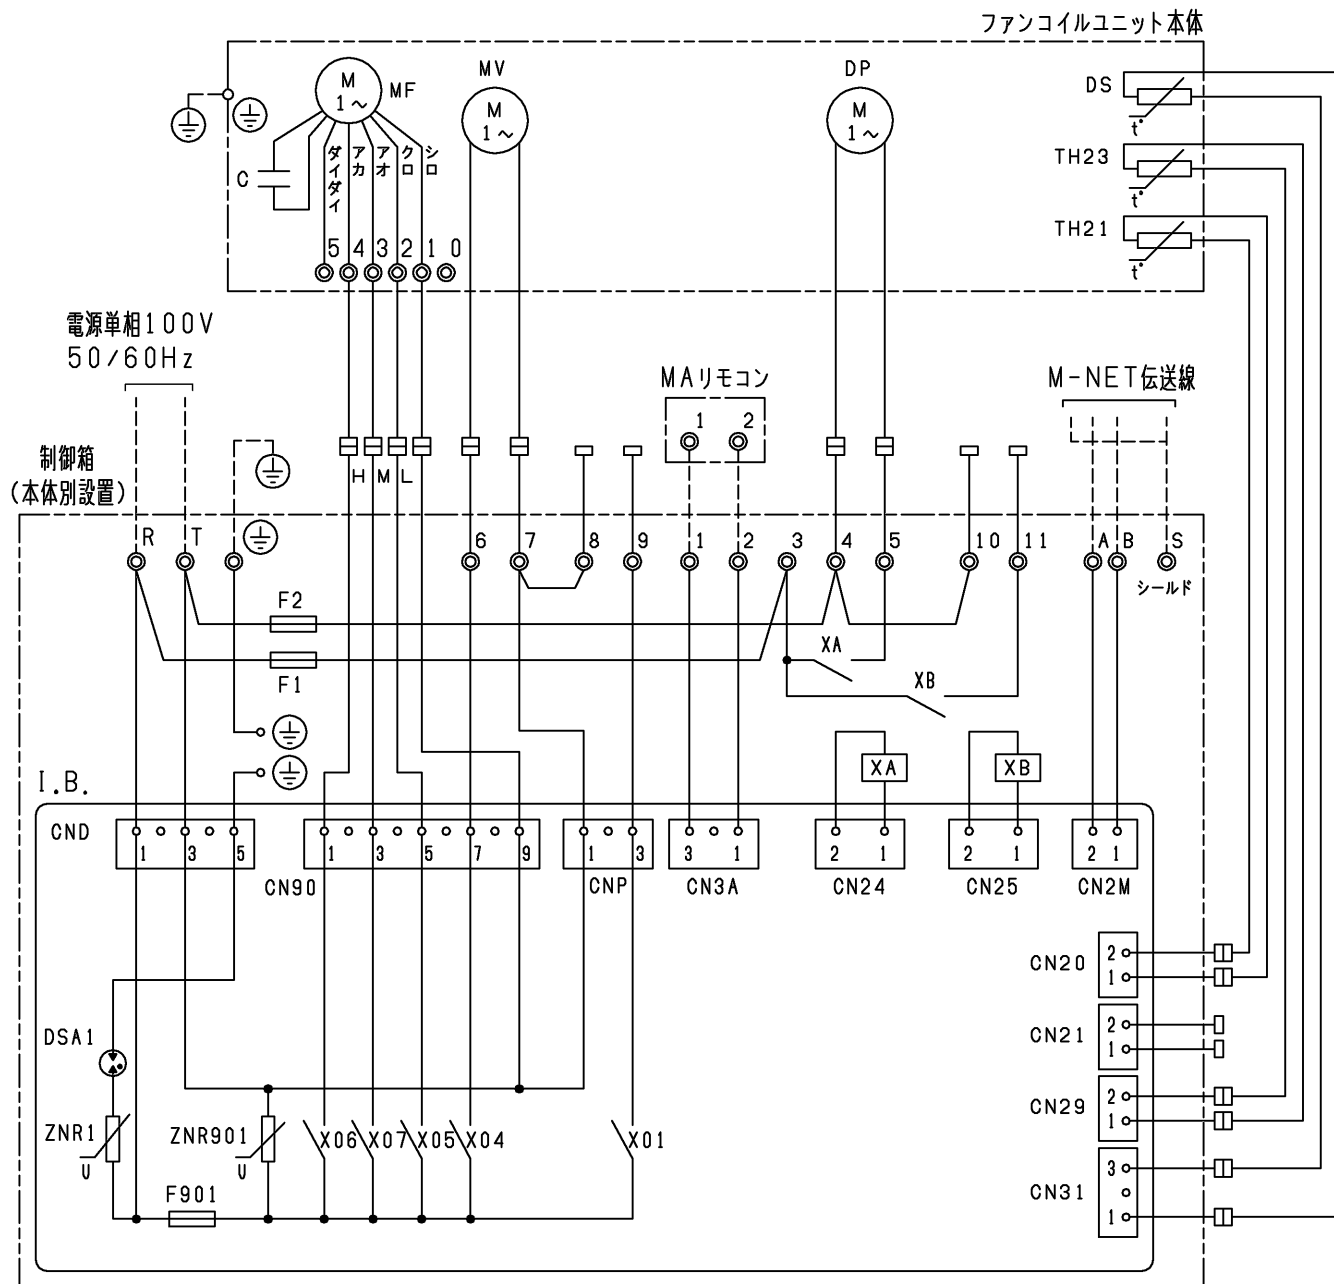 ファンコイルユニット本体
M
1～
MF
MV
M
1～
DP
M
1～
DS
t°
TH23
t°
TH21
t°
C
ダイダイ
アカ
アオ
クロ
シロ
5 4 3 2 1 0
電源単相100V
50/60Hz
MAリモコン
1 2
M-NET伝送線
制御箱
(本体別設置)
H M L
R T
6 7 8 9 1 2 3 4 5 10 11 A B S
シールド
F2
F1
XA
XB
XA
XB
I.B.
CND
1 3 5
CN90
1 3 5 7 9
CNP
1 3
CN3A
3 1
CN24
2 1
CN25
2 1
CN2M
2 1
CN20
2
1
CN21
2
1
CN29
2
1
CN31
3
1
DSA1
ZNR1
U
ZNR901
U
F901
X06 X07 X05 X04 X01